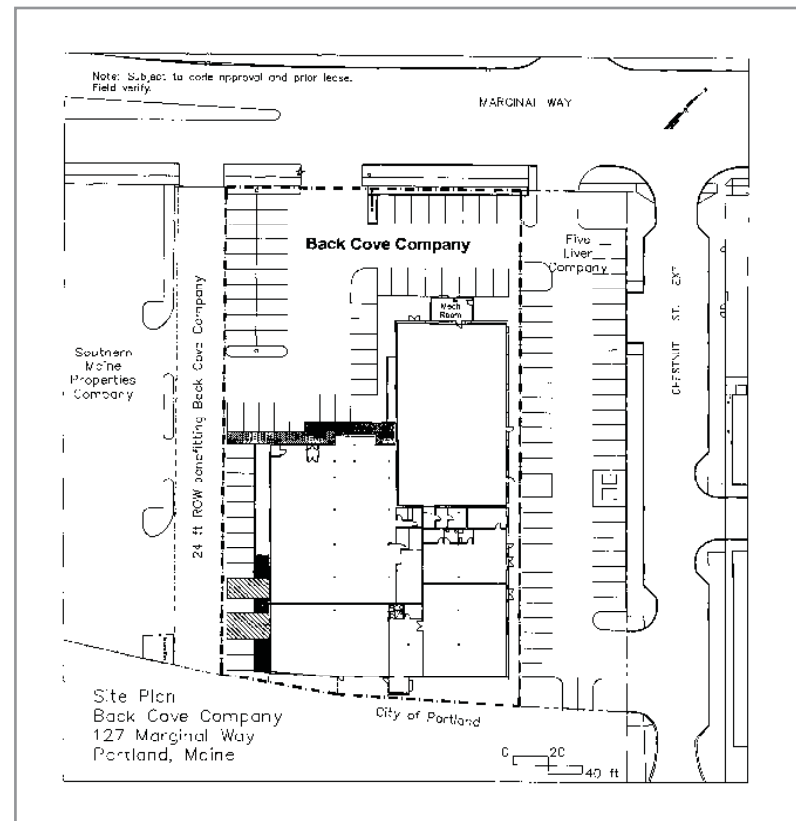 Note: Subject to code approval and prior lease.
Field verify.
MARGINAL WAY
Back Cove Company
Five
Liver
Company
Mech
Room
CHESTNUT ST. EXT
Southern
Maine
Properties
Company
24 ft ROW benefitting Back Cove Company
Site Plan
Back Cove Company
127 Marginal Way
Portland, Maine
City of Portland
0 20
40 ft